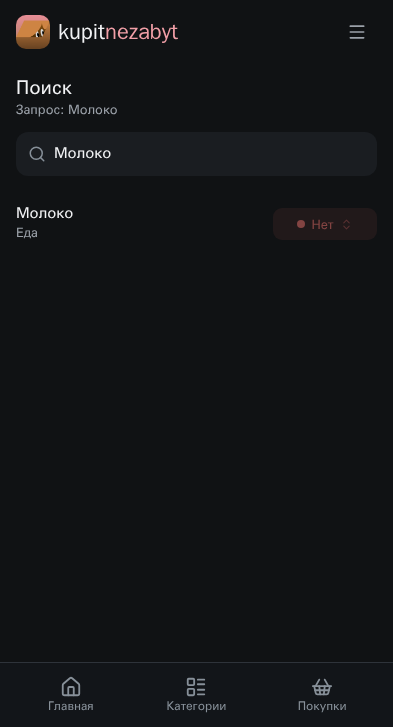 kupitnezabyt
Поиск
Запрос: Молоко
Молоко
Молоко
Еда
Нет
Главная
Категории
Покупки